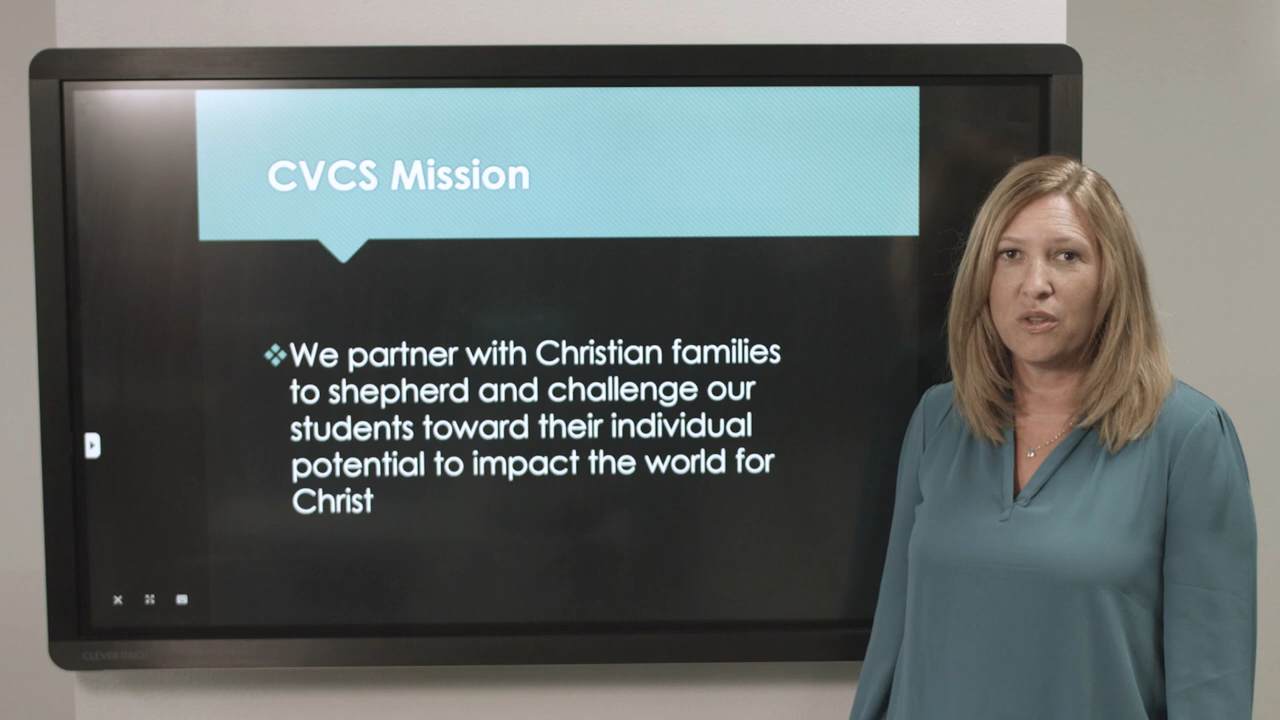 CVCS Mission
❖We partner with Christian families
to shepherd and challenge our
students toward their individual
potential to impact the world for
Christ
CLEVERTOUCH